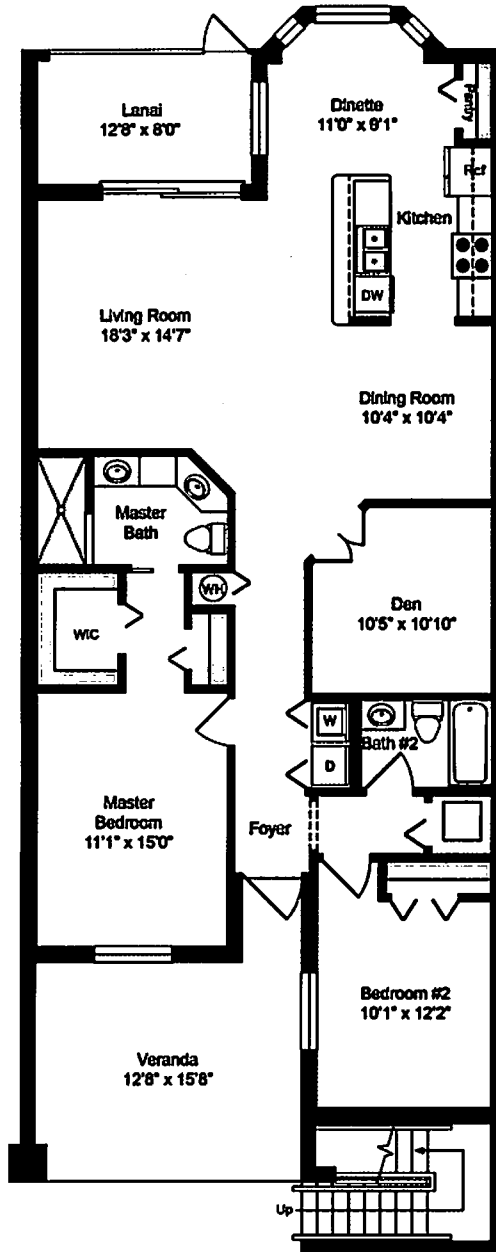 Lanai
12'8" x 8'0"
Dinette
11'0" x 8'1"
Pantry
Ref
Kitchen
DW
Living Room
18'3" x 14'7"
Dining Room
10'4" x 10'4"
Master
Bath
WH
Den
10'5" x 10'10"
WIC
W
Bath #2
D
Master
Bedroom
11'1" x 15'0"
Foyer
Bedroom #2
10'1" x 12'2"
Veranda
12'8" x 15'8"
Up